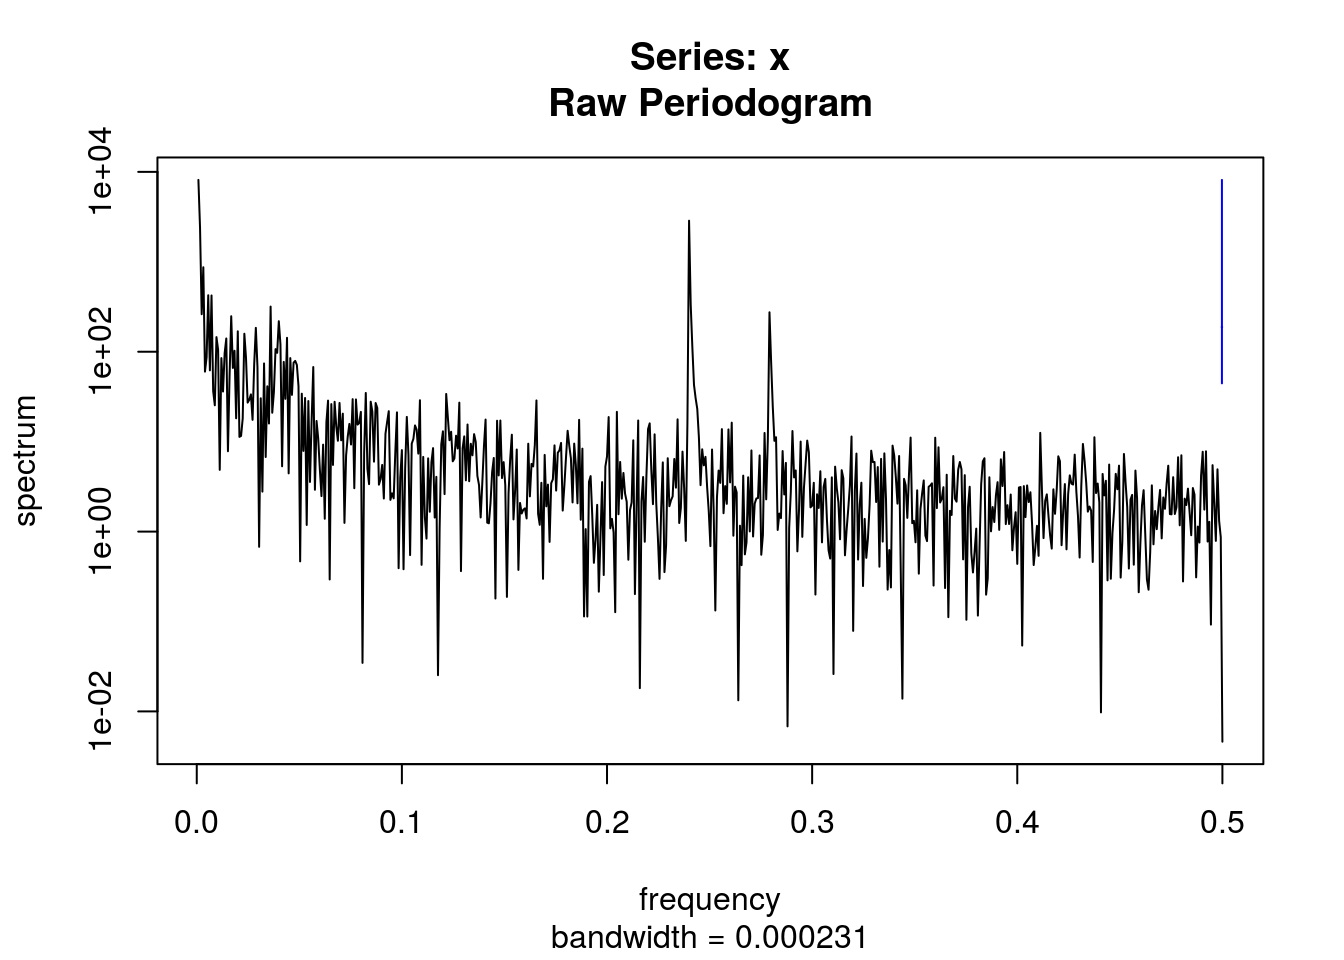 Series: x
Raw Periodogram
1e+04
1e+02
1e+00
1e-02
spectrum
0.0 0.1 0.2 0.3 0.4 0.5
frequency
bandwidth = 0.000231